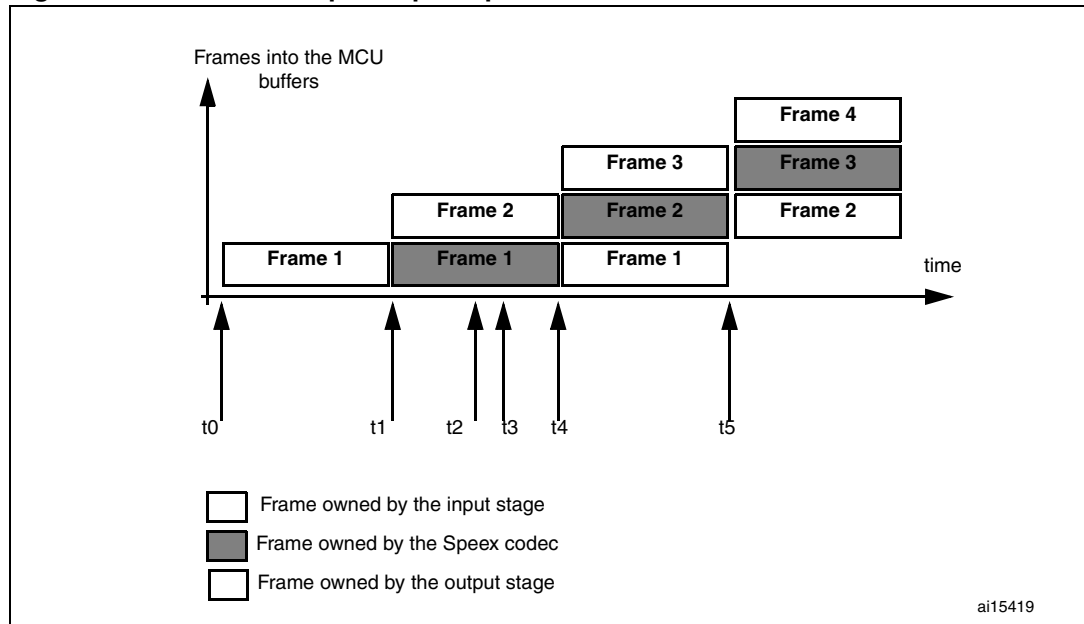 Frames into the MCU
buffers
Frame 4
Frame 3
Frame 3
Frame 2
Frame 2
Frame 2
Frame 1
Frame 1
Frame 1
time
t0
t1
t2
t3
t4
t5
Frame owned by the input stage
Frame owned by the Speex codec
Frame owned by the output stage
ai15419